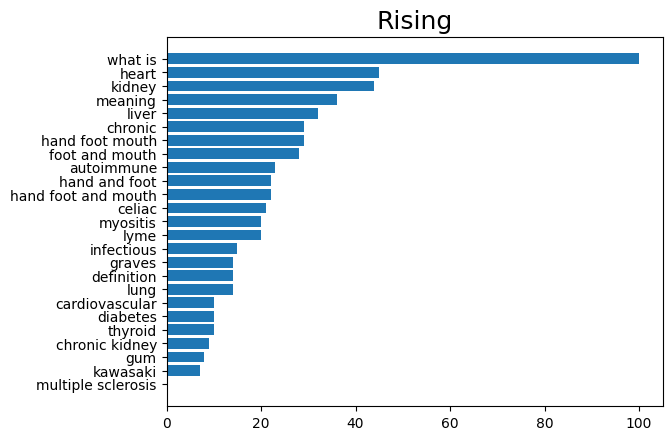 Rising
what is
heart
kidney
meaning
liver
chronic
hand foot mouth
foot and mouth
autoimmune
hand and foot
hand foot and mouth
celiac
myositis
lyme
infectious
graves
definition
lung
cardiovascular
diabetes
thyroid
chronic kidney
gum
kawasaki
multiple sclerosis
0 20 40 60 80 100